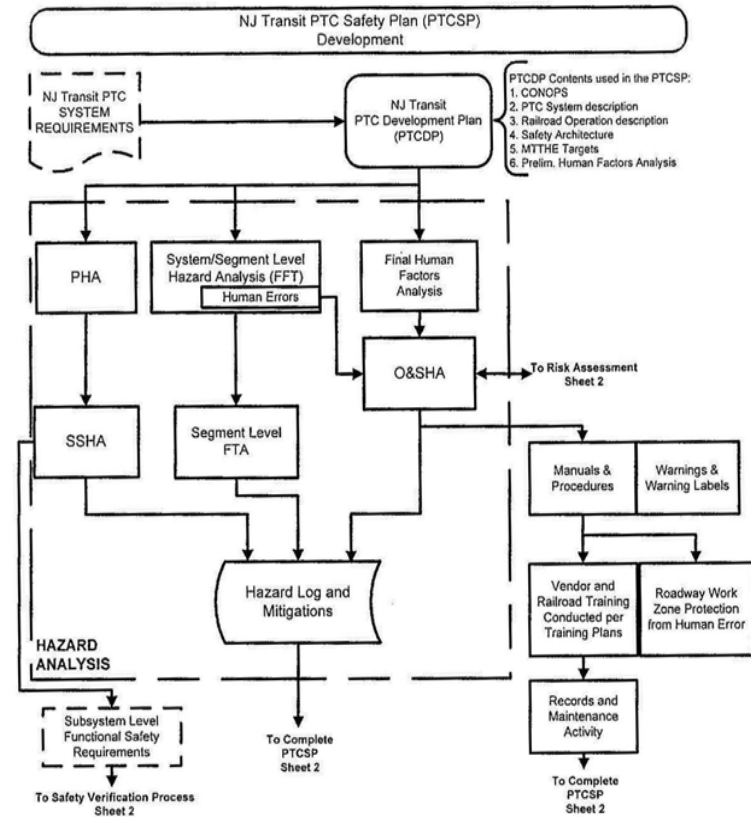 NJ Transit PTC Safety Plan (PTCSP)
Development
NJ Transit PTC
SYSTEM
REQUIREMENTS
NJ Transit
PTC Development Plan
(PTCDP)
PTCDP Contents used in the PTCSP:
1. CONOPS
2. PTC System description
3. Railroad Operation description
4. Safety Architecture
5. MTTHE Targets
6. Prelim. Human Factors Analysis
PHA
System/Segment Level
Hazard Analysis (FFT)
Human Errors
Final Human
Factors
Analysis
O&SHA
To Risk Assessment
Sheet 2
SSHA
Segment Level
FTA
Manuals &
Procedures
Warnings &
Warning Labels
Hazard Log and
Mitigations
Vendor and
Railroad Training
Conducted per
Training Plans
Roadway Work
Zone Protection
from Human Error
HAZARD
ANALYSIS
Subsystem Level
Functional Safety
Requirements
To Complete
PTCSP
Sheet 2
Records and
Maintenance
Activity
To Safety Verification Process
Sheet 2
To Complete
PTCSP
Sheet 2